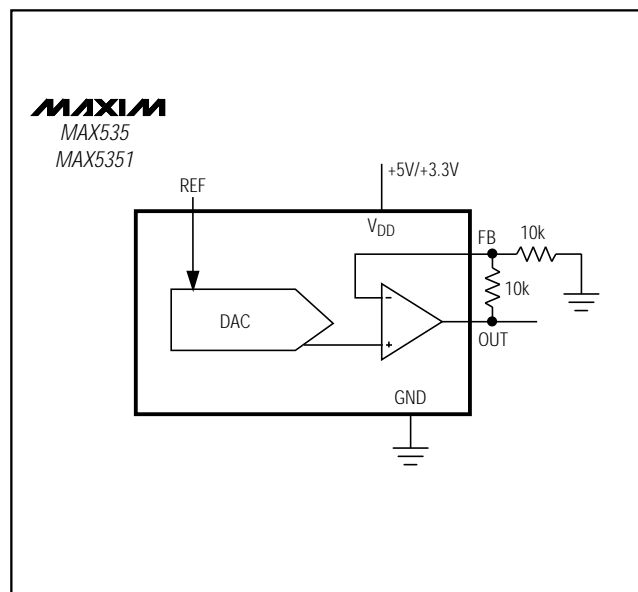 MAXIM
MAX535
MAX5351
REF
+5V/+3.3V
VDD
FB
10k
10k
DAC
-
+
OUT
GND